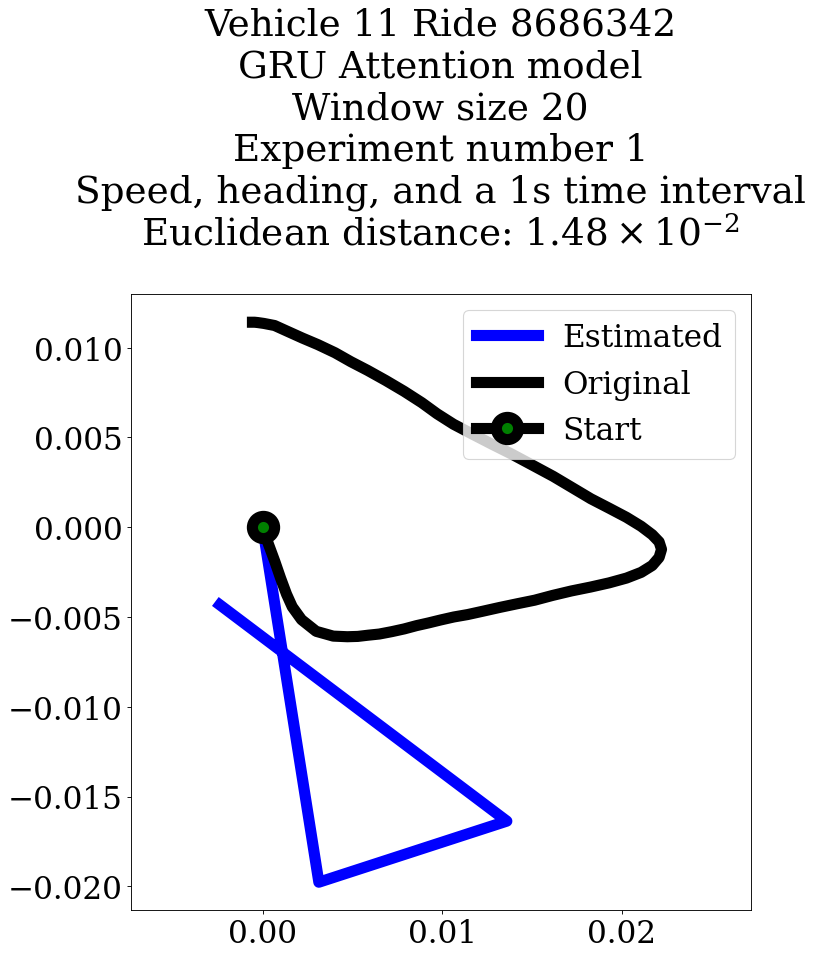 Vehicle 11 Ride 8686342
GRU Attention model
Window size 20
Experiment number 1
Speed, heading, and a 1s time interval
Euclidean distance: 1.48 × 10⁻²
Estimated
Original
Start
0.010
0.005
0.000
−0.005
−0.010
−0.015
−0.020
0.00 0.01 0.02